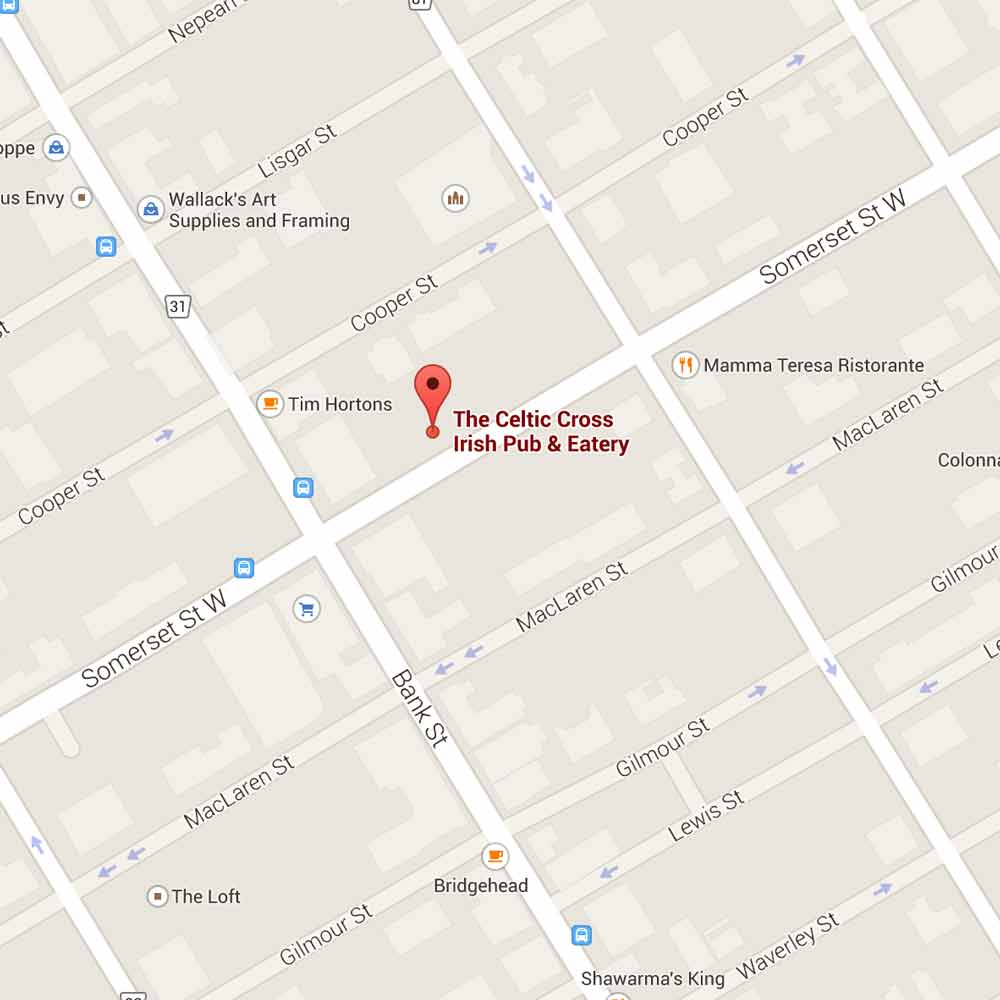 Nepean
Lisgar St
Cooper St
oppe
us Envy
Wallack's Art
Supplies and Framing
Somerset St W
31
Cooper St
Mamma Teresa Ristorante
Tim Hortons
The Celtic Cross
Irish Pub & Eatery
MacLaren St
Colonna
Cooper St
MacLaren St
Gilmour
Somerset St W
Bank St
Le
Gilmour St
MacLaren St
Lewis St
Bridgehead
The Loft
Gilmour St
Waverley St
Shawarma's King